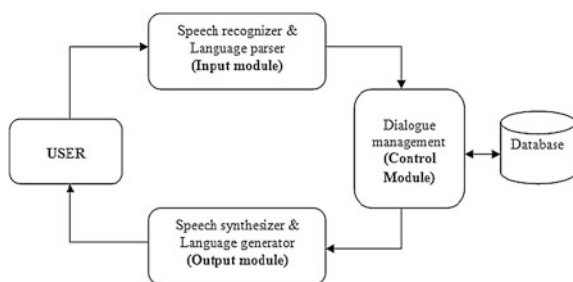 Speech recognizer &
Language parser
(Input module)
USER
Dialogue
management
(Control
Module)
Database
Speech synthesizer &
Language generator
(Output module)